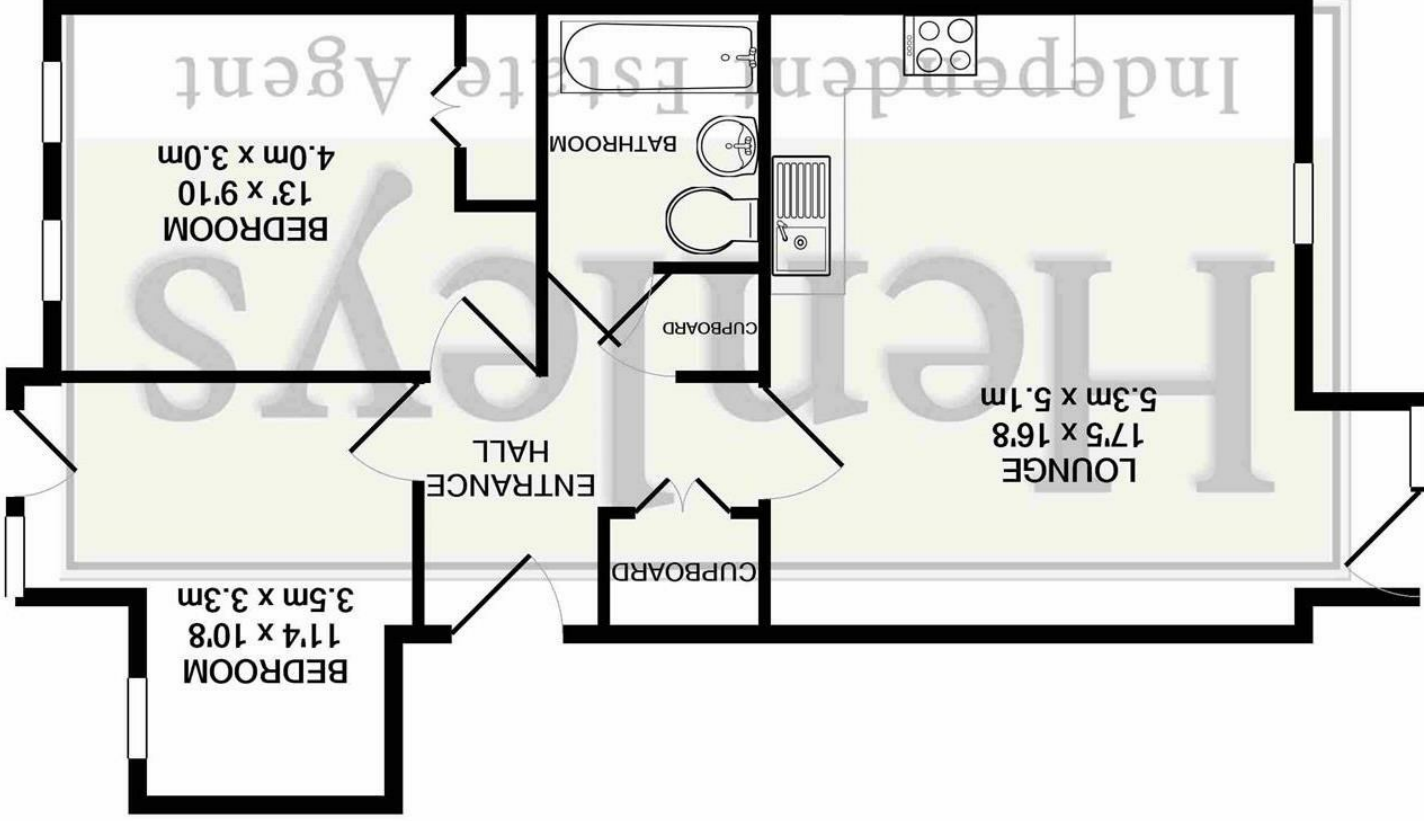 BEDROOM
11'4 x 10'8
3.5m x 3.3m
CUPBOARD
ENTRANCE
HALL
LOUNGE
17'5 x 16'8
5.3m x 5.1m
CUPBOARD
BEDROOM
13' x 9'10
4.0m x 3.0m
BATHROOM
Henleys
Independent Estate Agent